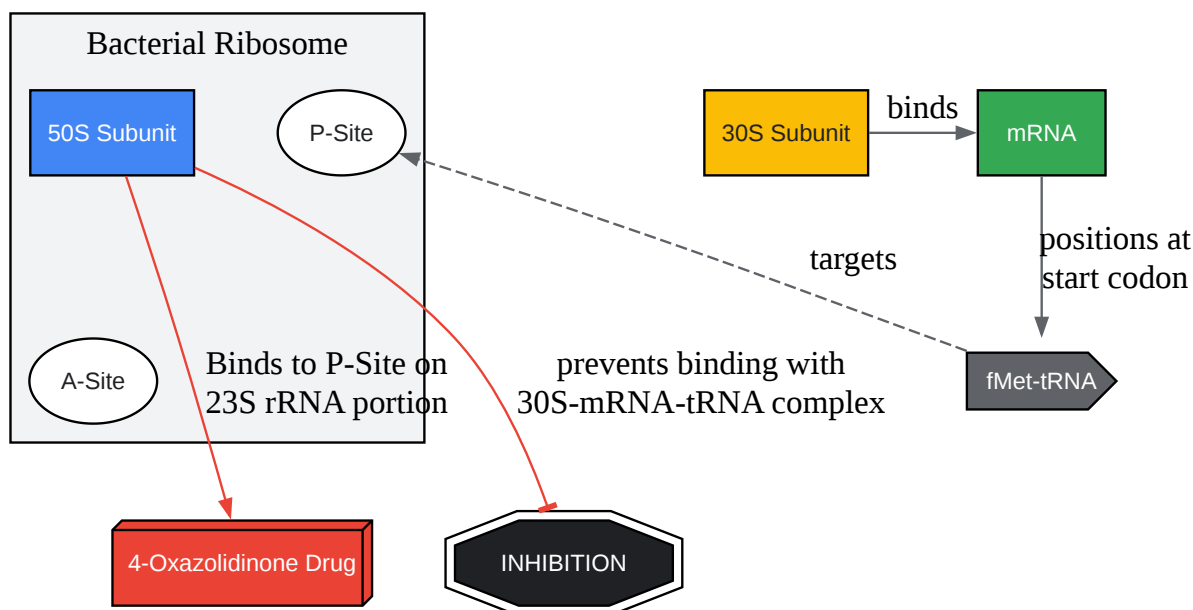 Bacterial Ribosome
50S Subunit
P-Site
30S Subunit
binds
mRNA
targets
positions at
start codon
A-Site
Binds to P-Site on
23S rRNA portion
prevents binding with
30S-mRNA-tRNA complex
fMet-tRNA
4-Oxazolidinone Drug
INHIBITION